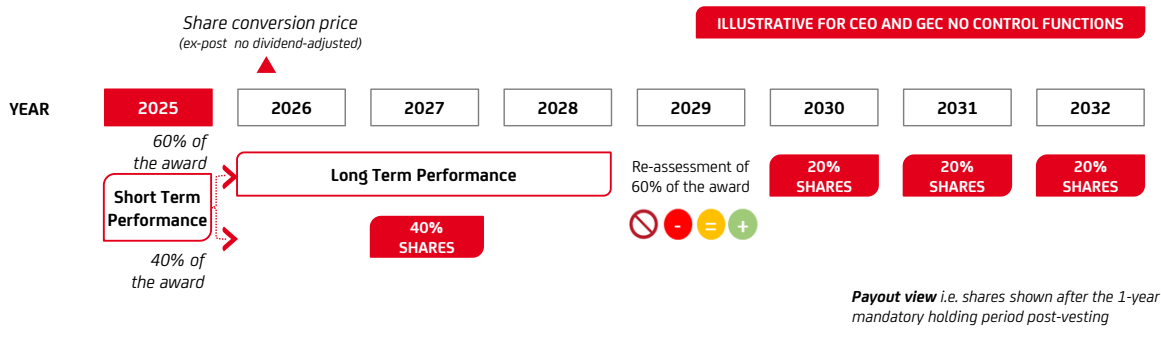 Share conversion price
(ex-post no dividend-adjusted)
ILLUSTRATIVE FOR CEO AND GEC NO CONTROL FUNCTIONS
YEAR
2025
2026
2027
2028
2029
2030
2031
2032
60% of
the award
Short Term
Performance
40% of
the award
Long Term Performance
40%
SHARES
Re-assessment of
60% of the award
-
=
+
20%
SHARES
20%
SHARES
20%
SHARES
Payout view i.e. shares shown after the 1-year
mandatory holding period post-vesting